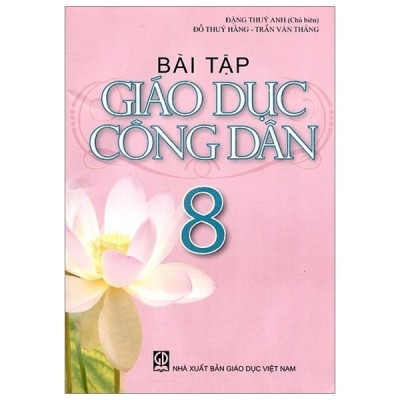 ĐẶNG THUÝ ANH (Chủ biên)
ĐỖ THUÝ HẰNG - TRẦN VĂN THẮNG
BÀI TẬP
GIÁO DỤC
CÔNG DÂN
8
GD
NHÀ XUẤT BẢN GIÁO DỤC VIỆT NAM